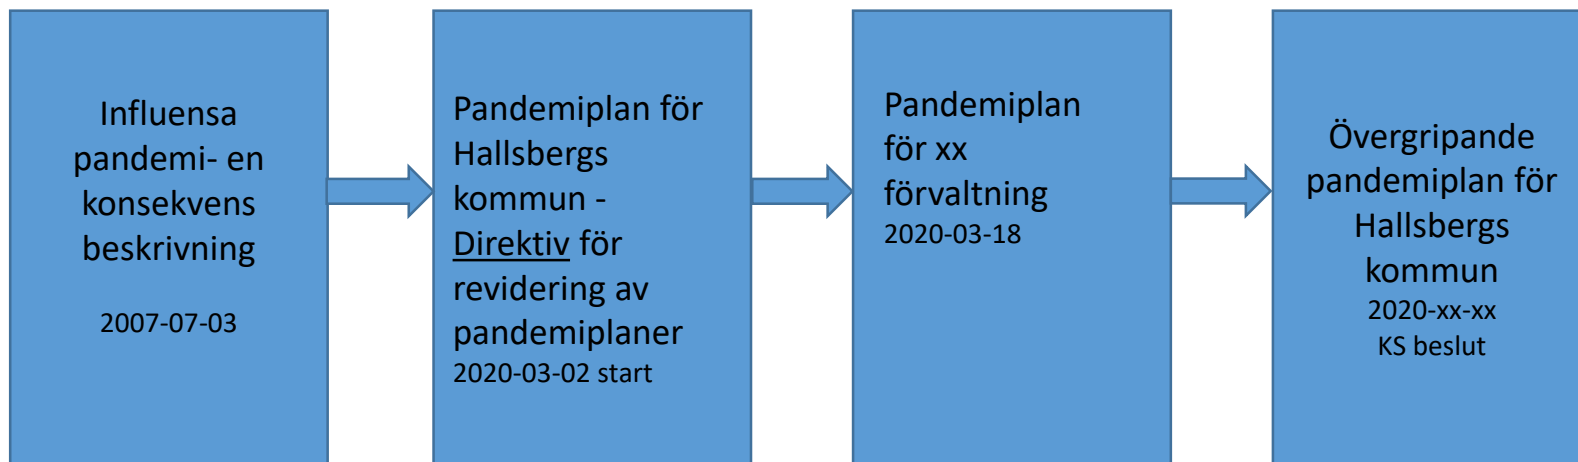 Influensa
pandemi- en
konsekvens
beskrivning
2007-07-03
Pandemiplan för
Hallsbergs
kommun -
Direktiv för
revidering av
pandemiplaner
2020-03-02 start
Pandemiplan
för xx
förvaltning
2020-03-18
Övergripande
pandemiplan för
Hallsbergs
kommun
2020-xx-xx
KS beslut